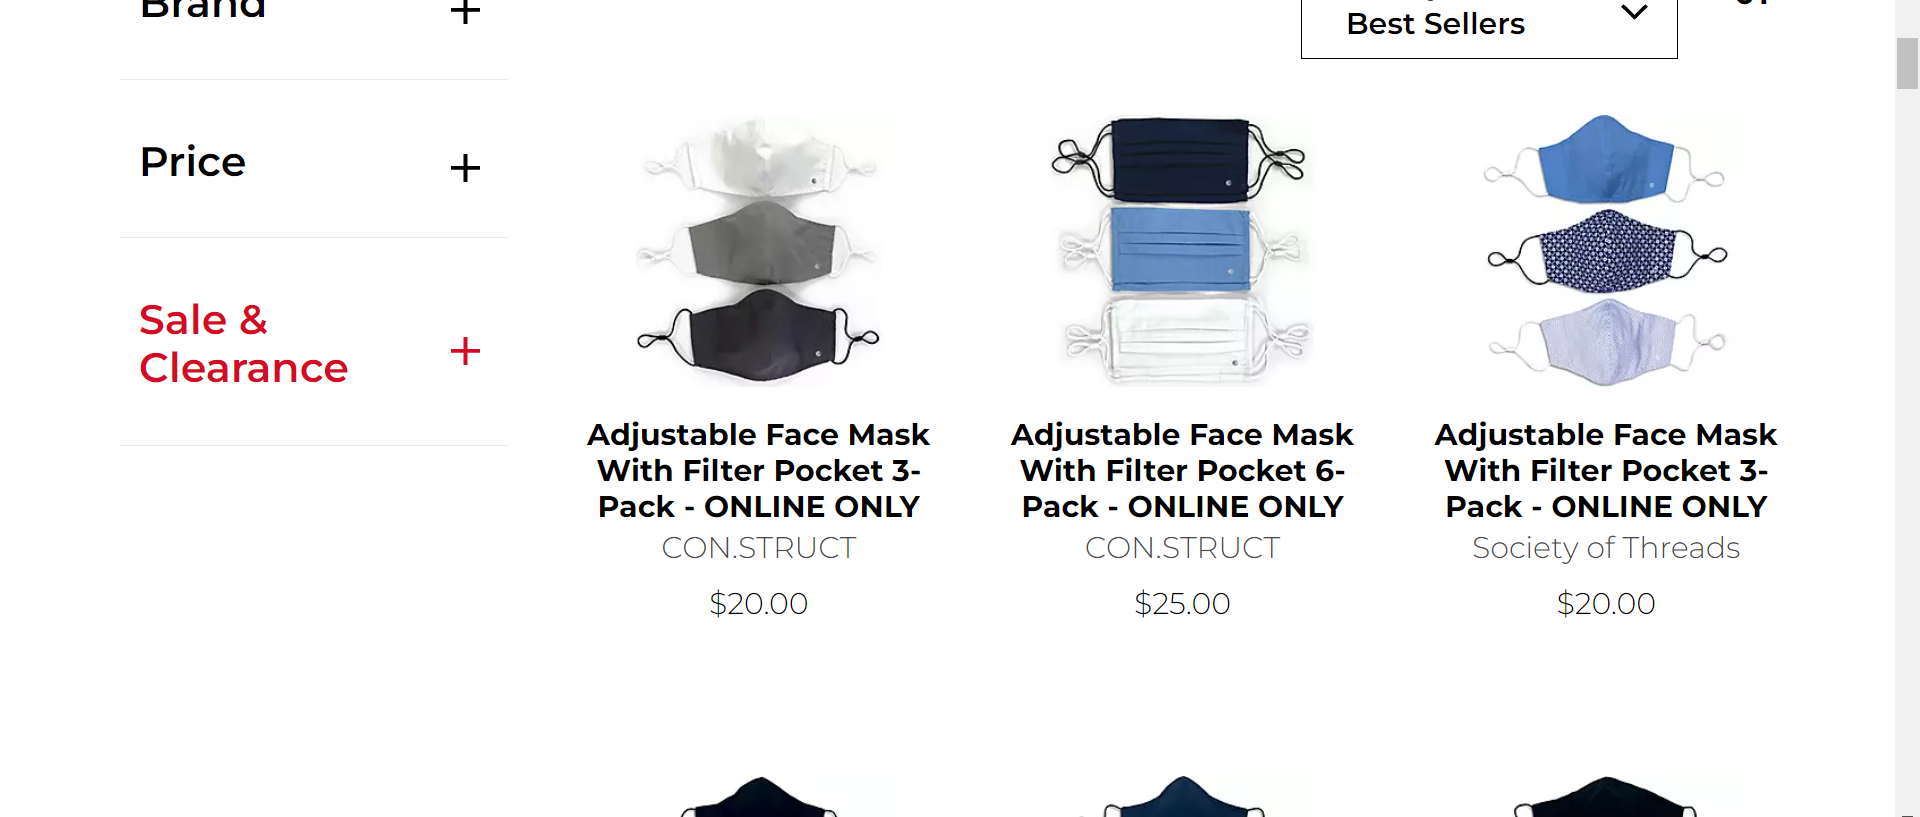 Brand
Best Sellers
Price
Sale &
Clearance
Adjustable Face Mask
With Filter Pocket 3-
Pack - ONLINE ONLY
CON.STRUCT
$20.00
Adjustable Face Mask
With Filter Pocket 6-
Pack - ONLINE ONLY
CON.STRUCT
$25.00
Adjustable Face Mask
With Filter Pocket 3-
Pack - ONLINE ONLY
Society of Threads
$20.00